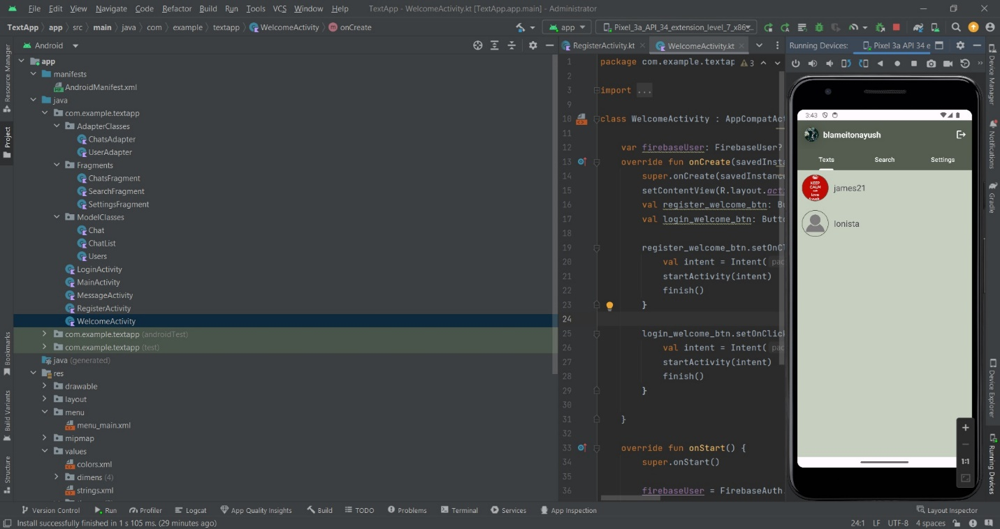 File Edit View Navigate Code Refactor Build Run Tools VCS Window Help TextApp - WelcomeActivity.kt [TextApp.app.main] - Administrator
TextApp app src main java com example textapp WelcomeActivity onCreate app Pixel_3a_API_34_extension_level_7_x86
Android
app
manifests
AndroidManifest.xml
java
com.example.textapp
AdapterClasses
ChatsAdapter
UserAdapter
Fragments
ChatsFragment
SearchFragment
SettingsFragment
ModelClasses
Chat
ChatList
Users
LoginActivity
MainActivity
MessageActivity
RegisterActivity
WelcomeActivity
com.example.textapp (androidTest)
com.example.textapp (test)
java (generated)
res
drawable
layout
menu
menu_main.xml
mipmap
values
colors.xml
dimens (4)
strings.xml
Resource Manager
Project
Bookmarks
Build Variants
Structure
RegisterActivity.kt WelcomeActivity.kt
1 package com.example.textapp 3
2
3 import ...
9
10 class WelcomeActivity : AppCompatAct
11
12 var firebaseUser: FirebaseUser?
13 override fun onCreate(savedInsta
14 super.onCreate(savedInstance
15 setContentView(R.layout.acti
16 val register_welcome_btn: Bu
17 val login_welcome_btn: Butto
18
19 register_welcome_btn.setOnCl
20 val intent = Intent( pac
21 startActivity(intent)
22 finish()
23 }
24
25 login_welcome_btn.setOnClick
26 val intent = Intent( pac
27 startActivity(intent)
28 finish()
29 }
30
31 }
32
33 override fun onStart() {
34 super.onStart()
35
36 firebaseUser = FirebaseAuth.
Running Devices: Pixel 3a API 34 e
3:43
blameitonayush
Texts Search Settings
KEEP
CALM
love
Ayush
james21
lonista
1:1
Device Manager
Notifications
Gradle
Device Explorer
Running Devices
Version Control Run Profiler Logcat App Quality Insights Build TODO Problems Terminal Services App Inspection Layout Inspector
Install successfully finished in 1 s 105 ms. (29 minutes ago) 24:1 LF UTF-8 4 spaces